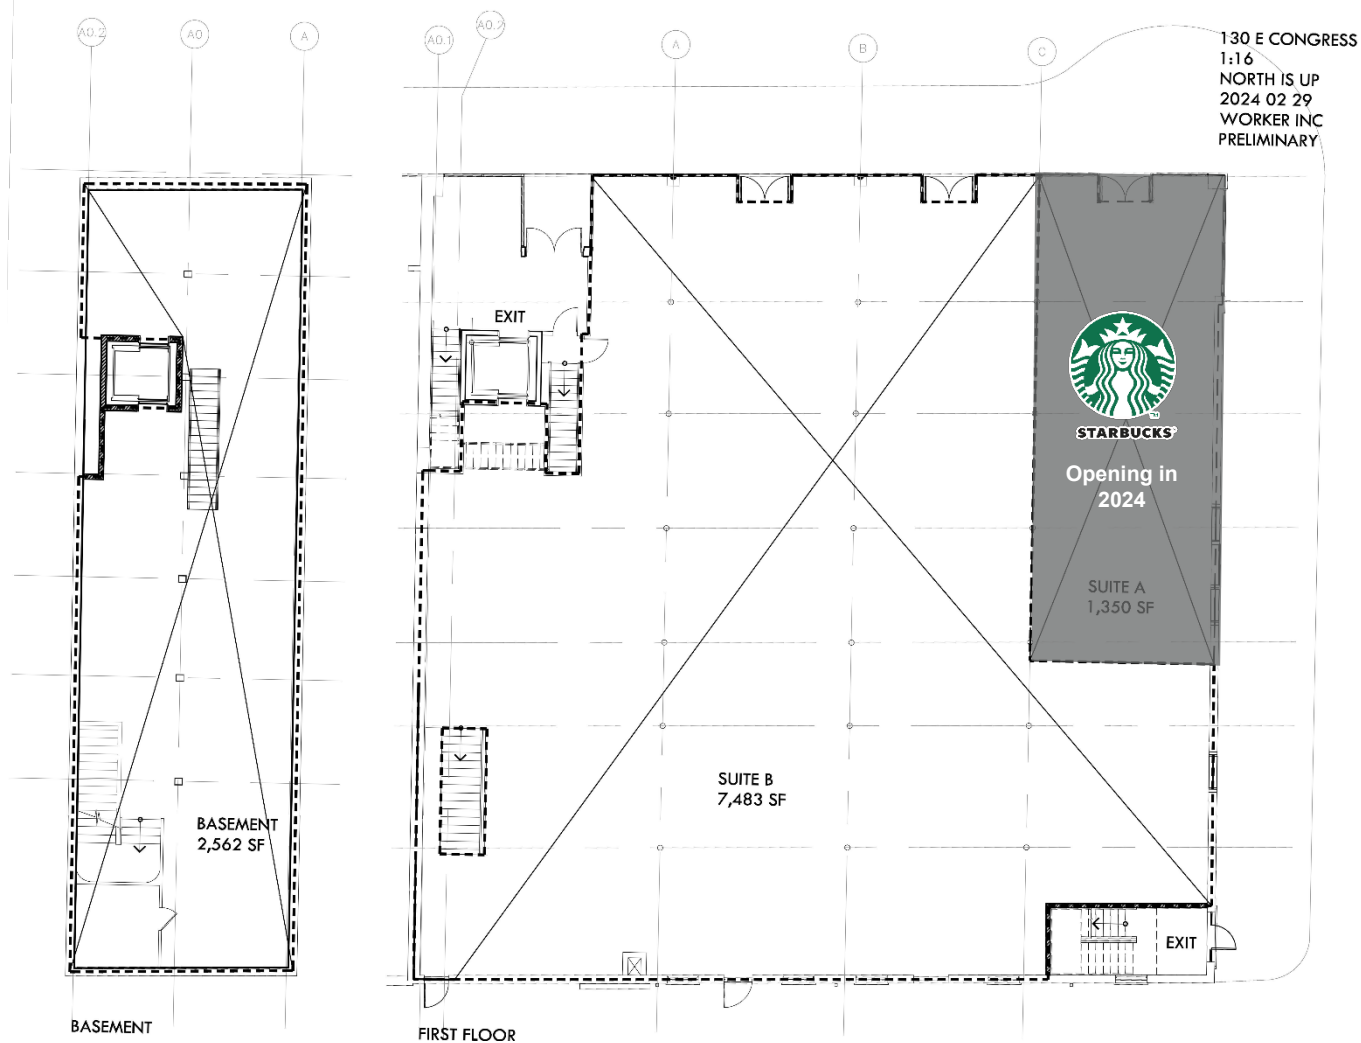 A0.2
A0
A
A0.1
A0.2
A
B
C
130 E CONGRESS
1:16
NORTH IS UP
2024 02 29
WORKER INC
PRELIMINARY
EXIT
STARBUCKS
Opening in
2024
SUITE A
1,350 SF
SUITE B
7,483 SF
BASEMENT
2,562 SF
EXIT
BASEMENT
FIRST FLOOR